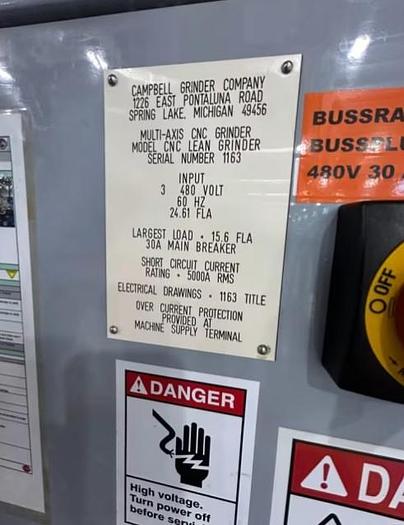 CAMPBELL GRINDER COMPANY
1226 EAST PONTALUNA ROAD
SPRING LAKE, MICHIGAN 49456
MULTI-AXIS CNC GRINDER
MODEL CNC LEAN GRINDER
SERIAL NUMBER 1163
INPUT
3 480 VOLT
60 HZ
24.61 FLA
LARGEST LOAD - 15.6 FLA
30A MAIN BREAKER
SHORT CIRCUIT CURRENT
RATING - 5000A RMS
ELECTRICAL DRAWINGS - 1163 TITLE
OVER CURRENT PROTECTION
PROVIDED AT
MACHINE SUPPLY TERMINAL
BUSSRA
BUSSPLU
480V 30
OFF
DANGER
High voltage.
Turn power off
before servi
DA